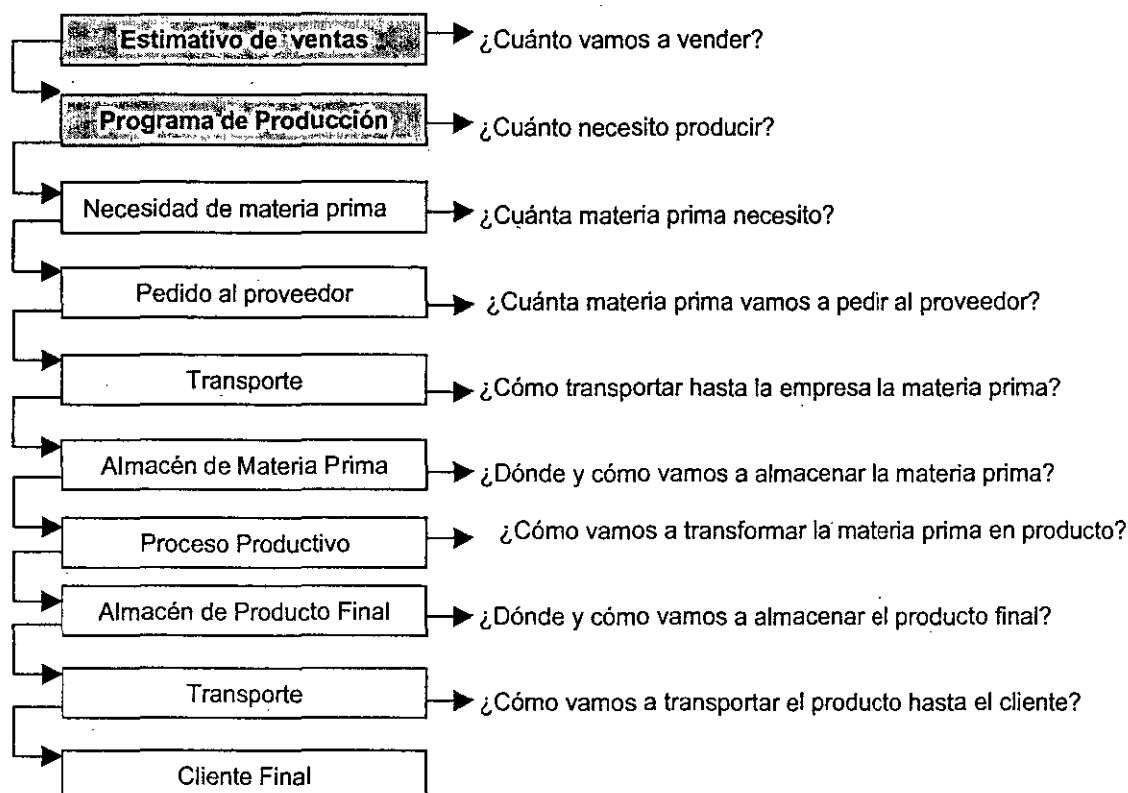 Estimativo de ventas
¿Cuánto vamos a vender?
Programa de Producción
¿Cuánto necesito producir?
Necesidad de materia prima
¿Cuánta materia prima necesito?
Pedido al proveedor
¿Cuánta materia prima vamos a pedir al proveedor?
Transporte
¿Cómo transportar hasta la empresa la materia prima?
Almacén de Materia Prima
¿Dónde y cómo vamos a almacenar la materia prima?
Proceso Productivo
¿Cómo vamos a transformar la materia prima en producto?
Almacén de Producto Final
¿Dónde y cómo vamos a almacenar el producto final?
Transporte
¿Cómo vamos a transportar el producto hasta el cliente?
Cliente Final